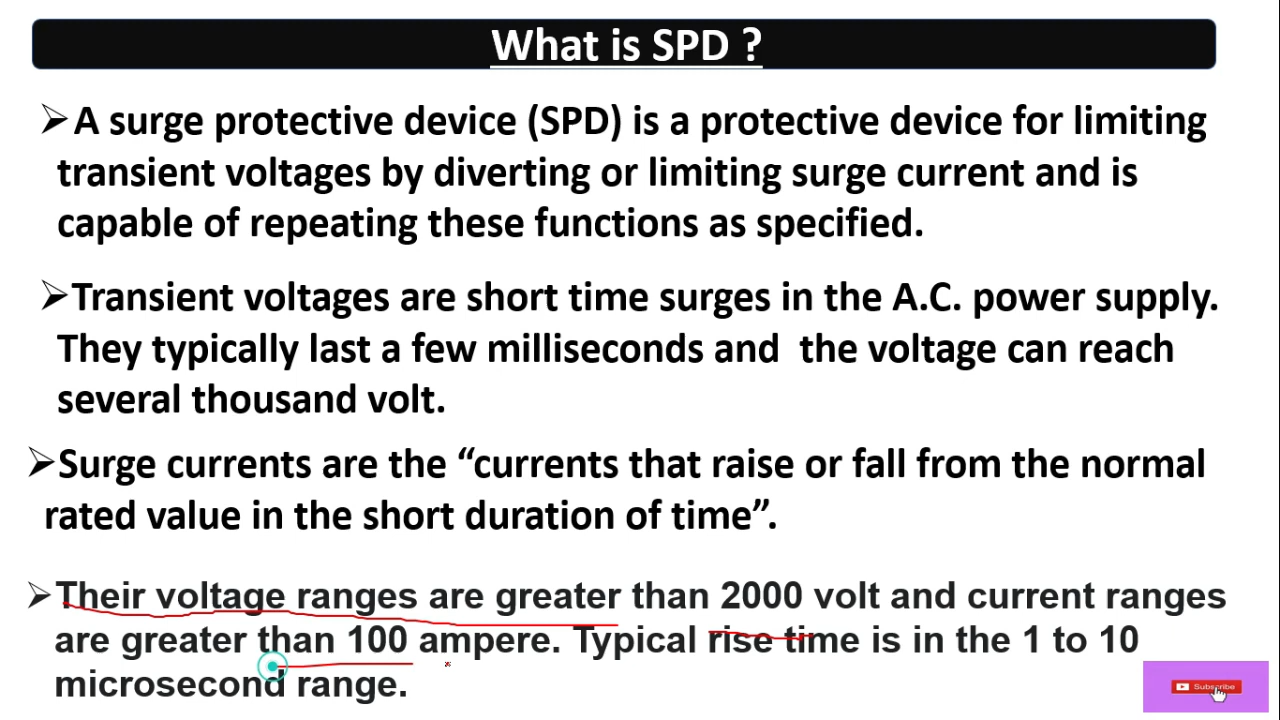 What is SPD ?
➢A surge protective device (SPD) is a protective device for limiting
transient voltages by diverting or limiting surge current and is
capable of repeating these functions as specified.
➢Transient voltages are short time surges in the A.C. power supply.
They typically last a few milliseconds and  the voltage can reach
several thousand volt.
➢Surge currents are the “currents that raise or fall from the normal
rated value in the short duration of time”.
➢Their voltage ranges are greater than 2000 volt and current ranges
are greater than 100 ampere. Typical rise time is in the 1 to 10
microsecond range.
Subscribe